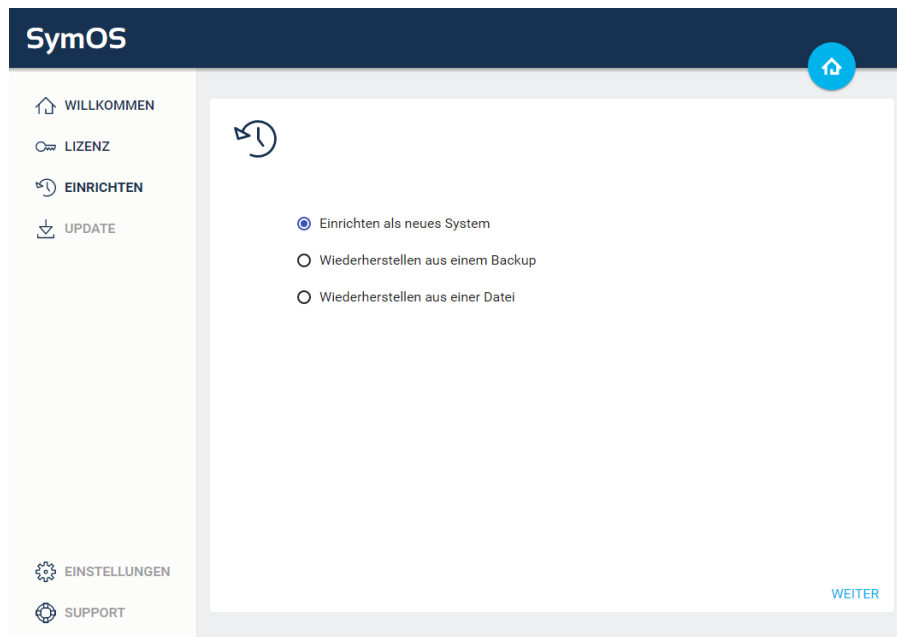 SymOS
WILLKOMMEN
LIZENZ
EINRICHTEN
UPDATE
Einrichten als neues System
Wiederherstellen aus einem Backup
Wiederherstellen aus einer Datei
EINSTELLUNGEN
SUPPORT
WEITER